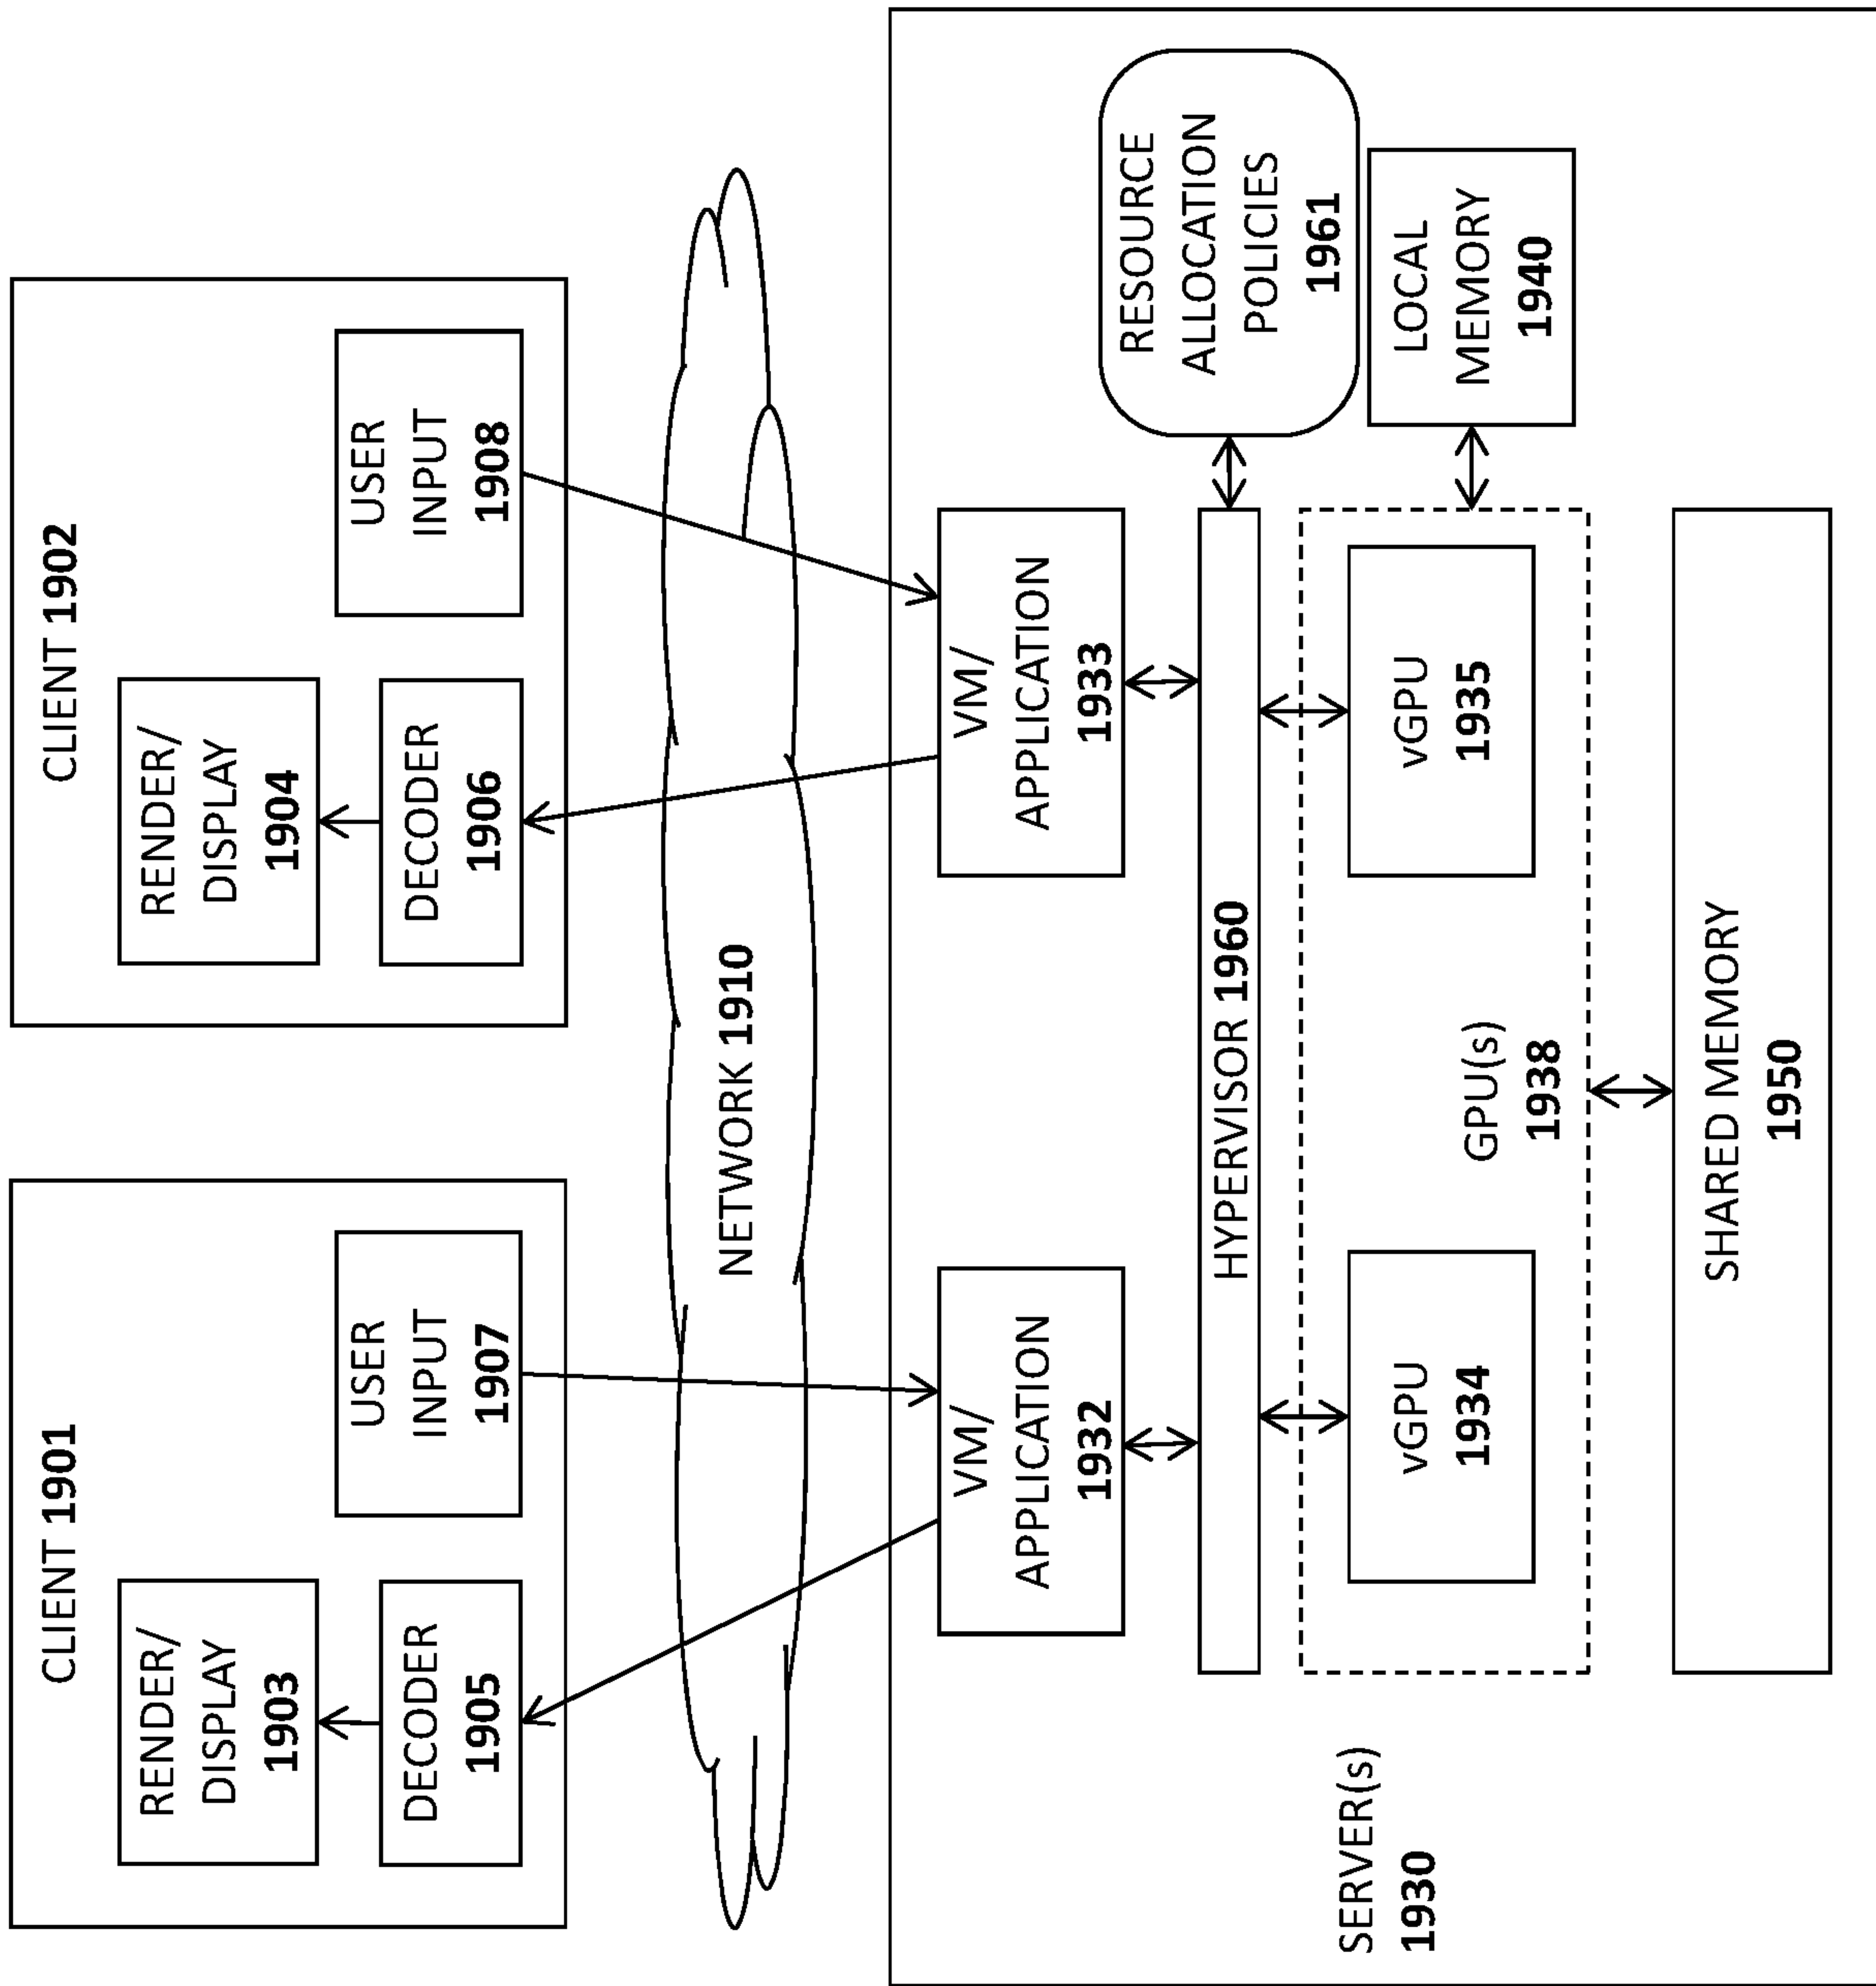 CLIENT 1901
RENDER/
DISPLAY
1903
DECODER
1905
USER
INPUT
1907
CLIENT 1902
RENDER/
DISPLAY
1904
DECODER
1906
USER
INPUT
1908
NETWORK 1910
SERVER(s)
1930
VM/
APPLICATION
1932
VM/
APPLICATION
1933
HYPERVISOR 1960
RESOURCE
ALLOCATION
POLICIES
1961
vGPU
1934
GPU(s)
1938
vGPU
1935
LOCAL
MEMORY
1940
SHARED MEMORY
1950